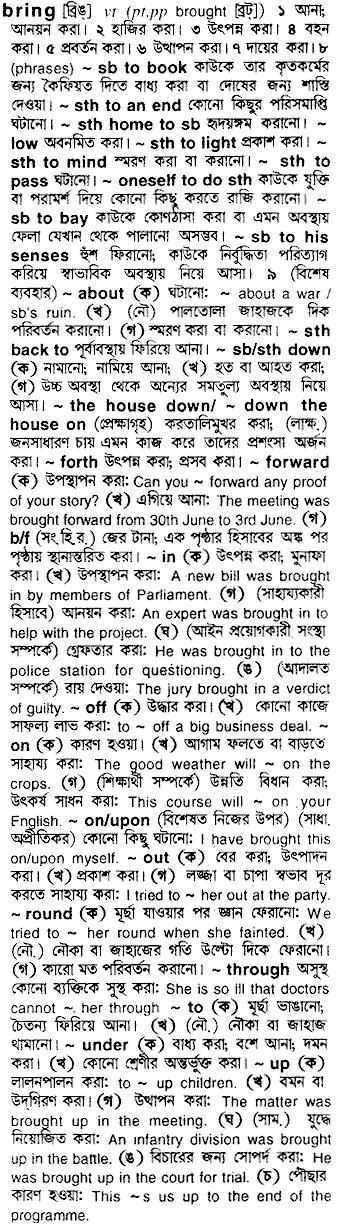 bring [ব্রিঙ্] vt (pt,pp brought [ব্রট্] ১ আনা;
আনয়ন করা। ২ হাজির করা। ৩ উৎপন্ন করা। ৪ বহন
করা। ৫ প্রবর্তন করা। ৬ উত্থাপন করা। ৭ দায়ের করা। ৮
(phrases) ~ sb to book কাউকে তার কৃতকর্মের
জন্য কৈফিয়ত দিতে বাধ্য করা বা দোষের জন্য শাস্তি
দেওয়া। ~ sth to an end কোনো কিছুর পরিসমাপ্তি
ঘটানো। ~ sth home to sb হৃদয়ঙ্গম করানো। ~
low অবনমিত করা। ~ sth to light প্রকাশ করা। ~
sth to mind স্মরণ করা বা করানো। ~ sth to
pass ঘটানো। ~ oneself to do sth কাউকে যুক্তি
বা পরামর্শ দিয়ে কোনো কিছু করতে রাজি করানো। ~
sb to bay কাউকে কোণঠাসা করা বা এমন অবস্থায়
ফেলা যেখান থেকে পালানো অসম্ভব। ~ sb to his
senses হুঁশ ফিরানো; কাউকে নির্বুদ্ধিতা পরিত্যাগ
করিয়ে স্বাভাবিক অবস্থায় নিয়ে আসা। ৯ (বিশেষ
ব্যবহার) ~ about (ক) ঘটানো: ~ about a war /
sb's ruin. (খ) (নৌ) পালতোলা জাহাজকে দিক
পরিবর্তন করানো। (গ) স্মরণ করা বা করানো। ~ sth
back to পূর্বাবস্থায় ফিরিয়ে আনা। ~ sb/sth down
(ক) নামানো; নামিয়ে আনা; (খ) হত বা আহত করা;
(গ) উচ্চ অবস্থা থেকে অন্যের সমতুল্য অবস্থায় নিয়ে
আসা। ~ the house down/ ~ down the
house on (প্রেক্ষাগৃহ) করতালিমুখর করা; (লাক্ষ.)
জনসাধারণ চায় এমন কাজ করে তাদের প্রশংসা অর্জন
করা। ~ forth উৎপন্ন করা; প্রসব করা। ~ forward
(ক) উপস্থাপন করা: Can you ~ forward any proof
of your story? (খ) এগিয়ে আনা: The meeting was
brought forward from 30th June to 3rd June. (গ)
b/f (সং.হি.র.) জের টানা; এক পৃষ্ঠার হিসাবের অঙ্ক পর
পৃষ্ঠায় স্থানান্তরিত করা। ~ in (ক) উৎপন্ন করা; মুনাফা
করা। (খ) উপস্থাপন করা: A new bill was brought
in by members of Parliament. (গ) (সাহায্যকারী
হিসাবে) আনয়ন করা: An expert was brought in to
help with the project. (ঘ) (আইন প্রয়োগকারী সংস্থা
সম্পর্কে) গ্রেফতার করা: He was brought in to the
police station for questioning. (ঙ) (আদালত
সম্পর্কে) রায় দেওয়া: The jury brought in a verdict
of guilty. ~ off (ক) উদ্ধার করা। (খ) কোনো কাজে
সাফল্য লাভ করা: to ~ off a big business deal. ~
on (ক) কারণ হওয়া। (খ) আগাম ফলতে বা বাড়তে
সাহায্য করা: The good weather will ~ on the
crops. (গ) (শিক্ষার্থী সম্পর্কে) উন্নতি বিধান করা;
উৎকর্ষ সাধন করা: This course will ~ on your
English. ~ on/upon (বিশেষত নিজের উপর) (সাধা.
অপ্রীতিকর) কোনো কিছু ঘটানো: I have brought this
on/upon myself. ~ out (ক) বের করা; উৎপাদন
করা। (খ) প্রকাশ করা। (গ) লজ্জা বা চাপা স্বভাব দূর
করতে সাহায্য করা: I tried to ~ her out at the party.
~ round (ক) মূর্ছা যাওয়ার পর জ্ঞান ফেরানো: We
tried to ~ her round when she fainted. (খ)
(নৌ.) নৌকা বা জাহাজের গতি উল্টো দিকে ফেরানো।
(গ) কারো মত পরিবর্তন করানো। ~ through অসুস্থ
কোনো ব্যক্তিকে সুস্থ করা: She is so ill that doctors
cannot ~ her through ~ to (ক) মূর্ছা ভাঙানো;
চৈতন্য ফিরিয়ে আনা। (খ) (নৌ.) নৌকা বা জাহাজ
থামানো। ~ under (ক) বাধ্য করা; বশে আনা; দমন
করা। (খ) কোনো শ্রেণীর অন্তর্ভুক্ত করা। ~ up (ক)
লালনপালন করা: to ~ up children. (খ) বমন বা
উদ্‌গিরণ করা। (গ) উত্থাপন করা: The matter was
brought up in the meeting. (ঘ) (সাম.) যুদ্ধে
নিয়োজিত করা: An infantry division was brought
up in the battle. (ঙ) বিচারের জন্য সোপর্দ করা: He
was brought up in the court for trial. (চ) পৌছার
কারণ হওয়া: This ~s us up to the end of the
programme.